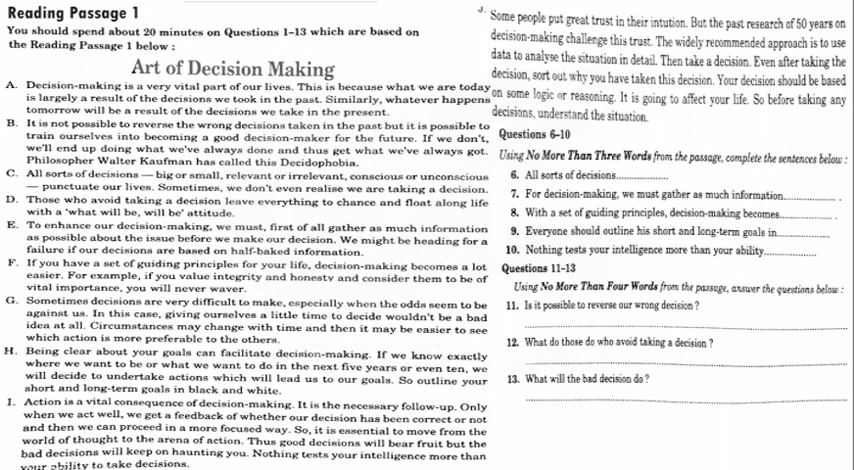 Reading Passage 1
You should spend about 20 minutes on Questions 1-13 which are based on
the Reading Passage 1 below :
Art of Decision Making
A. Decision-making is a very vital part of our lives. This is because what we are today
is largely a result of the decisions we took in the past. Similarly, whatever happens
tomorrow will be a result of the decisions we take in the present.
B. It is not possible to reverse the wrong decisions taken in the past but it is possible to
train ourselves into becoming a good decision-maker for the future. If we don't,
we'll end up doing what we've always done and thus get what we've always got.
Philosopher Walter Kaufman has called this Decidophobia.
C. All sorts of decisions — big or small, relevant or irrelevant, conscious or unconscious
— punctuate our lives. Sometimes, we don't even realise we are taking a decision.
D. Those who avoid taking a decision leave everything to chance and float along life
with a 'what will be, will be' attitude.
E. To enhance our decision-making, we must, first of all gather as much information
as possible about the issue before we make our decision. We might be heading for a
failure if our decisions are based on half-baked information.
F. If you have a set of guiding principles for your life, decision-making becomes a lot
easier. For example, if you value integrity and honesty and consider them to be of
vital importance, you will never waver.
G. Sometimes decisions are very difficult to make, especially when the odds seem to be
against us. In this case, giving ourselves a little time to decide wouldn't be a bad
idea at all. Circumstances may change with time and then it may be easier to see
which action is more preferable to the others.
H. Being clear about your goals can facilitate decision-making. If we know exactly
where we want to be or what we want to do in the next five years or even ten, we
will decide to undertake actions which will lead us to our goals. So outline your
short and long-term goals in black and white.
I. Action is a vital consequence of decision-making. It is the necessary follow-up. Only
when we act well, we get a feedback of whether our decision has been correct or not
and then we can proceed in a more focused way. So, it is essential to move from the
world of thought to the arena of action. Thus good decisions will bear fruit but the
bad decisions will keep on haunting you. Nothing tests your intelligence more than
your ability to take decisions.
J. Some people put great trust in their intution. But the past research of 50 years on
decision-making challenge this trust. The widely recommended approach is to use
data to analyse the situation in detail. Then take a decision. Even after taking the
decision, sort out why you have taken this decision. Your decision should be based
on some logic or reasoning. It is going to affect your life. So before taking any
decisions, understand the situation.
Questions 6-10
Using No More Than Three Words from the passage, complete the sentences below :
6. All sorts of decisions..................
7. For decision-making, we must gather as much information.................. .
8. With a set of guiding principles, decision-making becomes.................. .
9. Everyone should outline his short and long-term goals in..................
10. Nothing tests your intelligence more than your ability..................
Questions 11-13
Using No More Than Four Words from the passage, answer the questions below :
11. Is it possible to reverse our wrong decision ?
12. What do those do who avoid taking a decision ?
13. What will the bad decision do ?